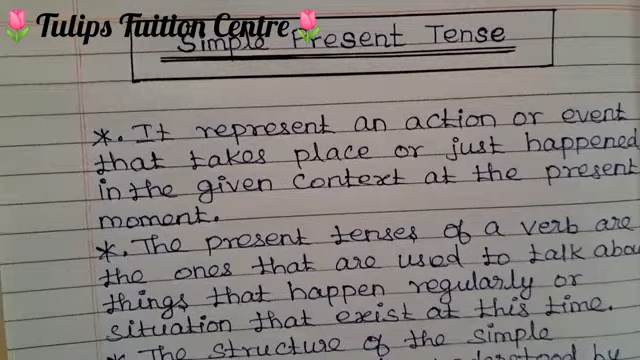 🌷Tulips Tuition Centre🌷
Simple Present Tense
*. It represent an action or event
that takes place or just happened
in the given context at the present
moment.
*. The present tenses of a verb are
the ones that are used to talk abou
things that happen regularly or
situation that exist at this time.
*. The structure of the simple
by